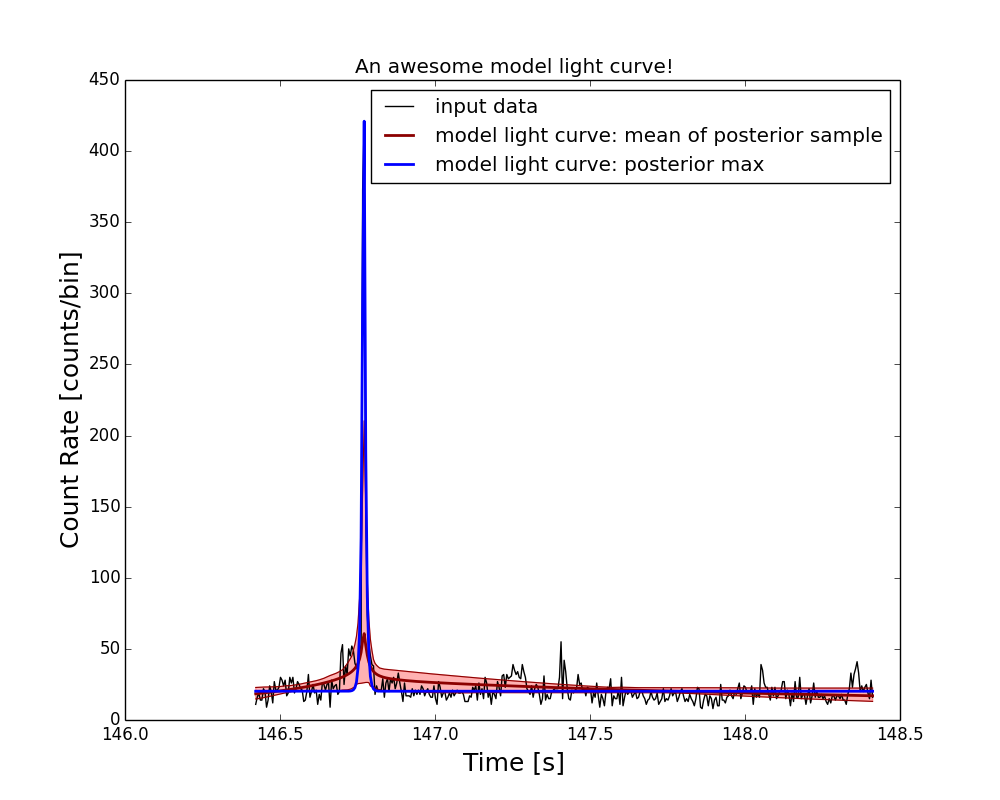 An awesome model light curve!
450
400
350
300
250
200
150
100
50
0
Count Rate [counts/bin]
input data
model light curve: mean of posterior sample
model light curve: posterior max
146.0 146.5 147.0 147.5 148.0 148.5
Time [s]